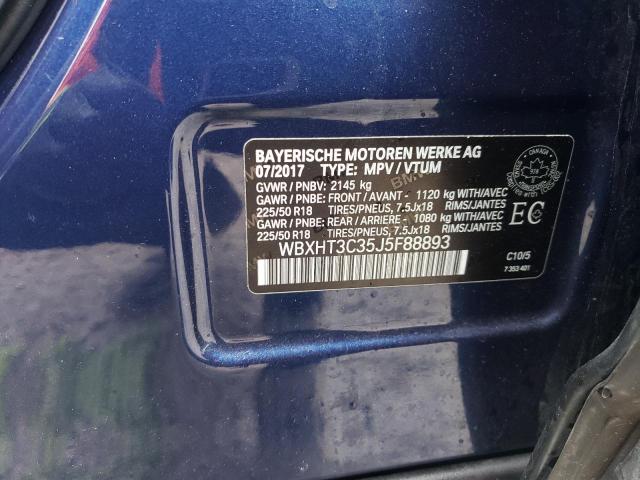 BAYERISCHE MOTOREN WERKE AG
07/2017 TYPE: MPV / VTUM
GVWR / PNBV: 2145 kg
GAWR / PNBE: FRONT / AVANT - 1120 kg WITH/AVEC
225/50 R18 TIRES/PNEUS, 7.5Jx18 RIMS/JANTES
GAWR / PNBE: REAR / ARRIERE - 1080 kg WITH/AVEC
225/50 R18 TIRES/PNEUS, 7.5Jx18 RIMS/JANTES
WBXHT3C35J5F88893
CANADA
EC
C10/5
7 353 401